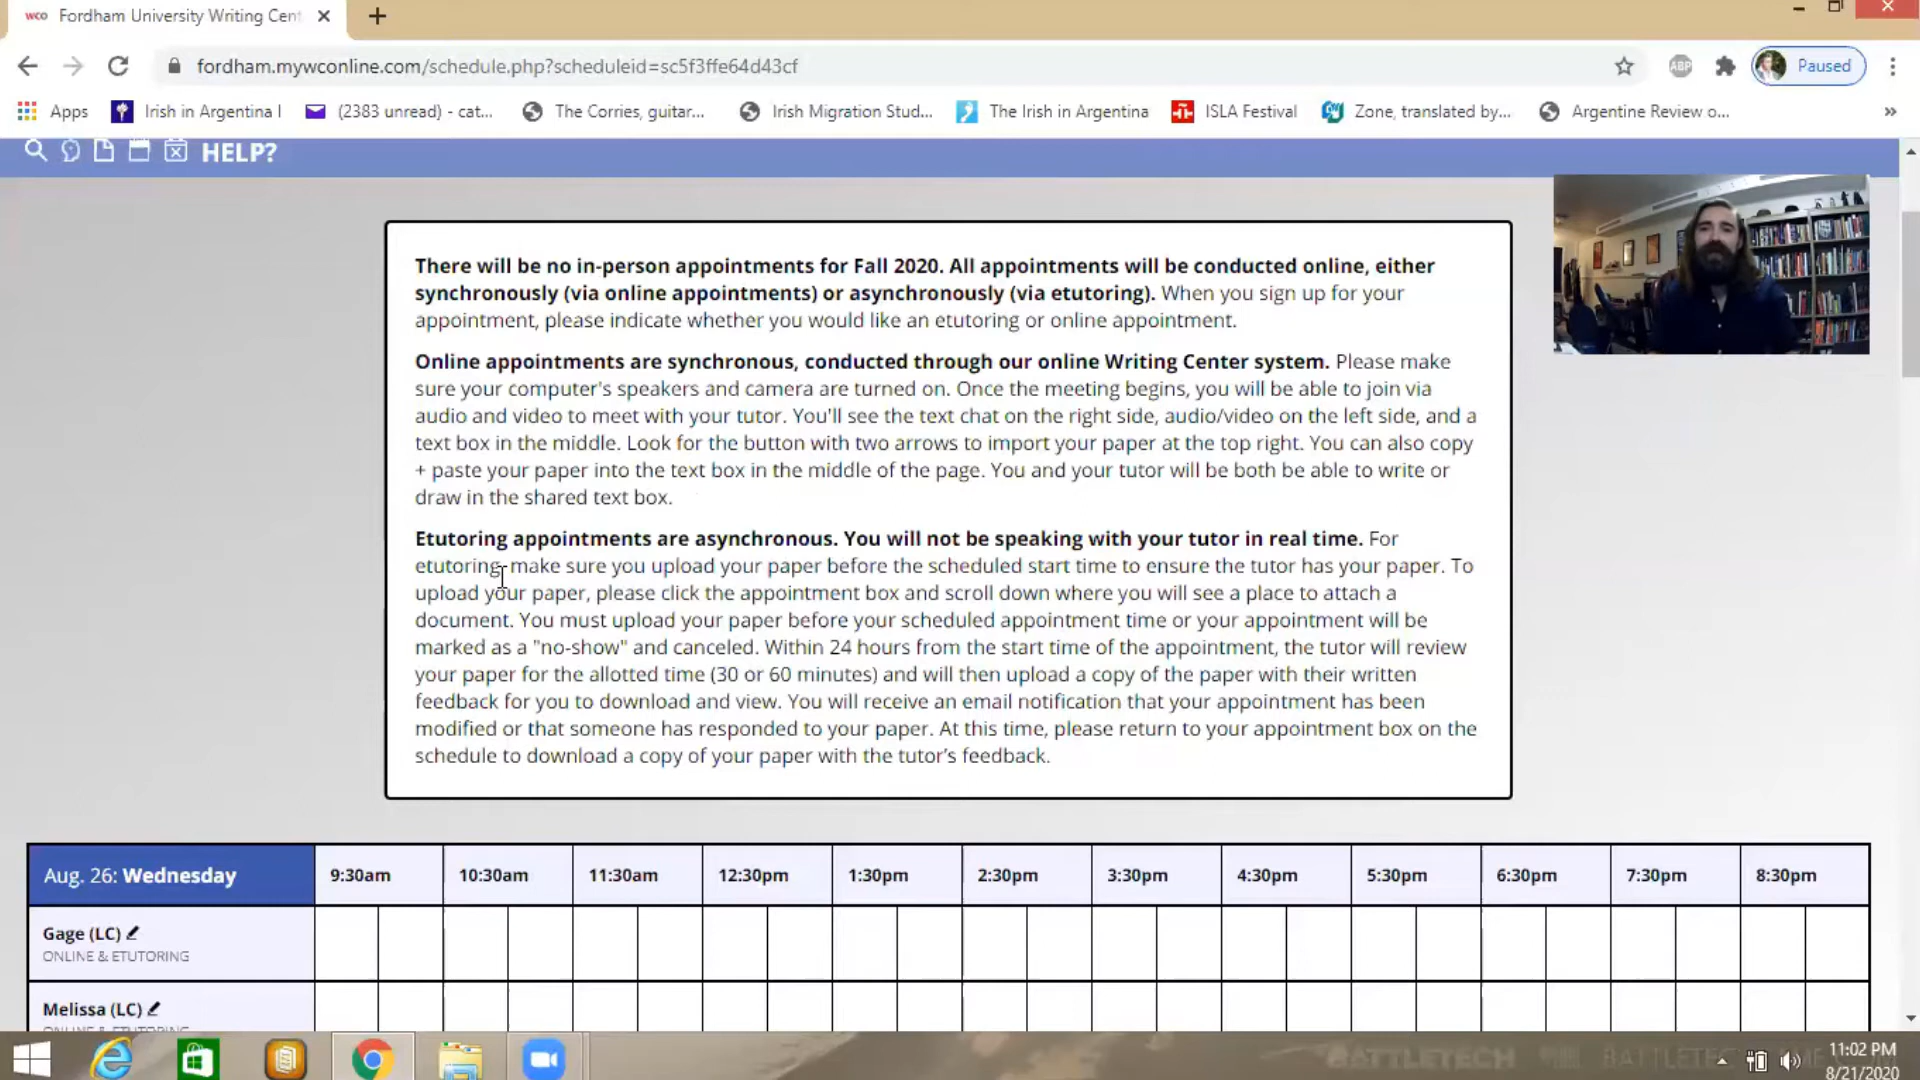 wco Fordham University Writing Cent
fordham.mywconline.com/schedule.php?scheduleid=sc5f3ffe64d43cf
ABP
Paused
Apps
Irish in Argentina I
(2383 unread) - cat...
The Corries, guitar...
Irish Migration Stud...
The Irish in Argentina
ISLA Festival
Zone, translated by...
Argentine Review o...
»
HELP?
There will be no in-person appointments for Fall 2020. All appointments will be conducted online, either
synchronously (via online appointments) or asynchronously (via etutoring). When you sign up for your
appointment, please indicate whether you would like an etutoring or online appointment.
Online appointments are synchronous, conducted through our online Writing Center system. Please make
sure your computer's speakers and camera are turned on. Once the meeting begins, you will be able to join via
audio and video to meet with your tutor. You'll see the text chat on the right side, audio/video on the left side, and a
text box in the middle. Look for the button with two arrows to import your paper at the top right. You can also copy
+ paste your paper into the text box in the middle of the page. You and your tutor will be both be able to write or
draw in the shared text box.
Etutoring appointments are asynchronous. You will not be speaking with your tutor in real time. For
etutoring, make sure you upload your paper before the scheduled start time to ensure the tutor has your paper. To
upload your paper, please click the appointment box and scroll down where you will see a place to attach a
document. You must upload your paper before your scheduled appointment time or your appointment will be
marked as a "no-show" and canceled. Within 24 hours from the start time of the appointment, the tutor will review
your paper for the allotted time (30 or 60 minutes) and will then upload a copy of the paper with their written
feedback for you to download and view. You will receive an email notification that your appointment has been
modified or that someone has responded to your paper. At this time, please return to your appointment box on the
schedule to download a copy of your paper with the tutor's feedback.
Aug. 26: Wednesday 9:30am 10:30am 11:30am 12:30pm 1:30pm 2:30pm 3:30pm 4:30pm 5:30pm 6:30pm 7:30pm 8:30pm
Gage (LC)
ONLINE & ETUTORING
Melissa (LC)
ONLINE & ETUTORING
BATTLETECH
11:02 PM
8/21/2020